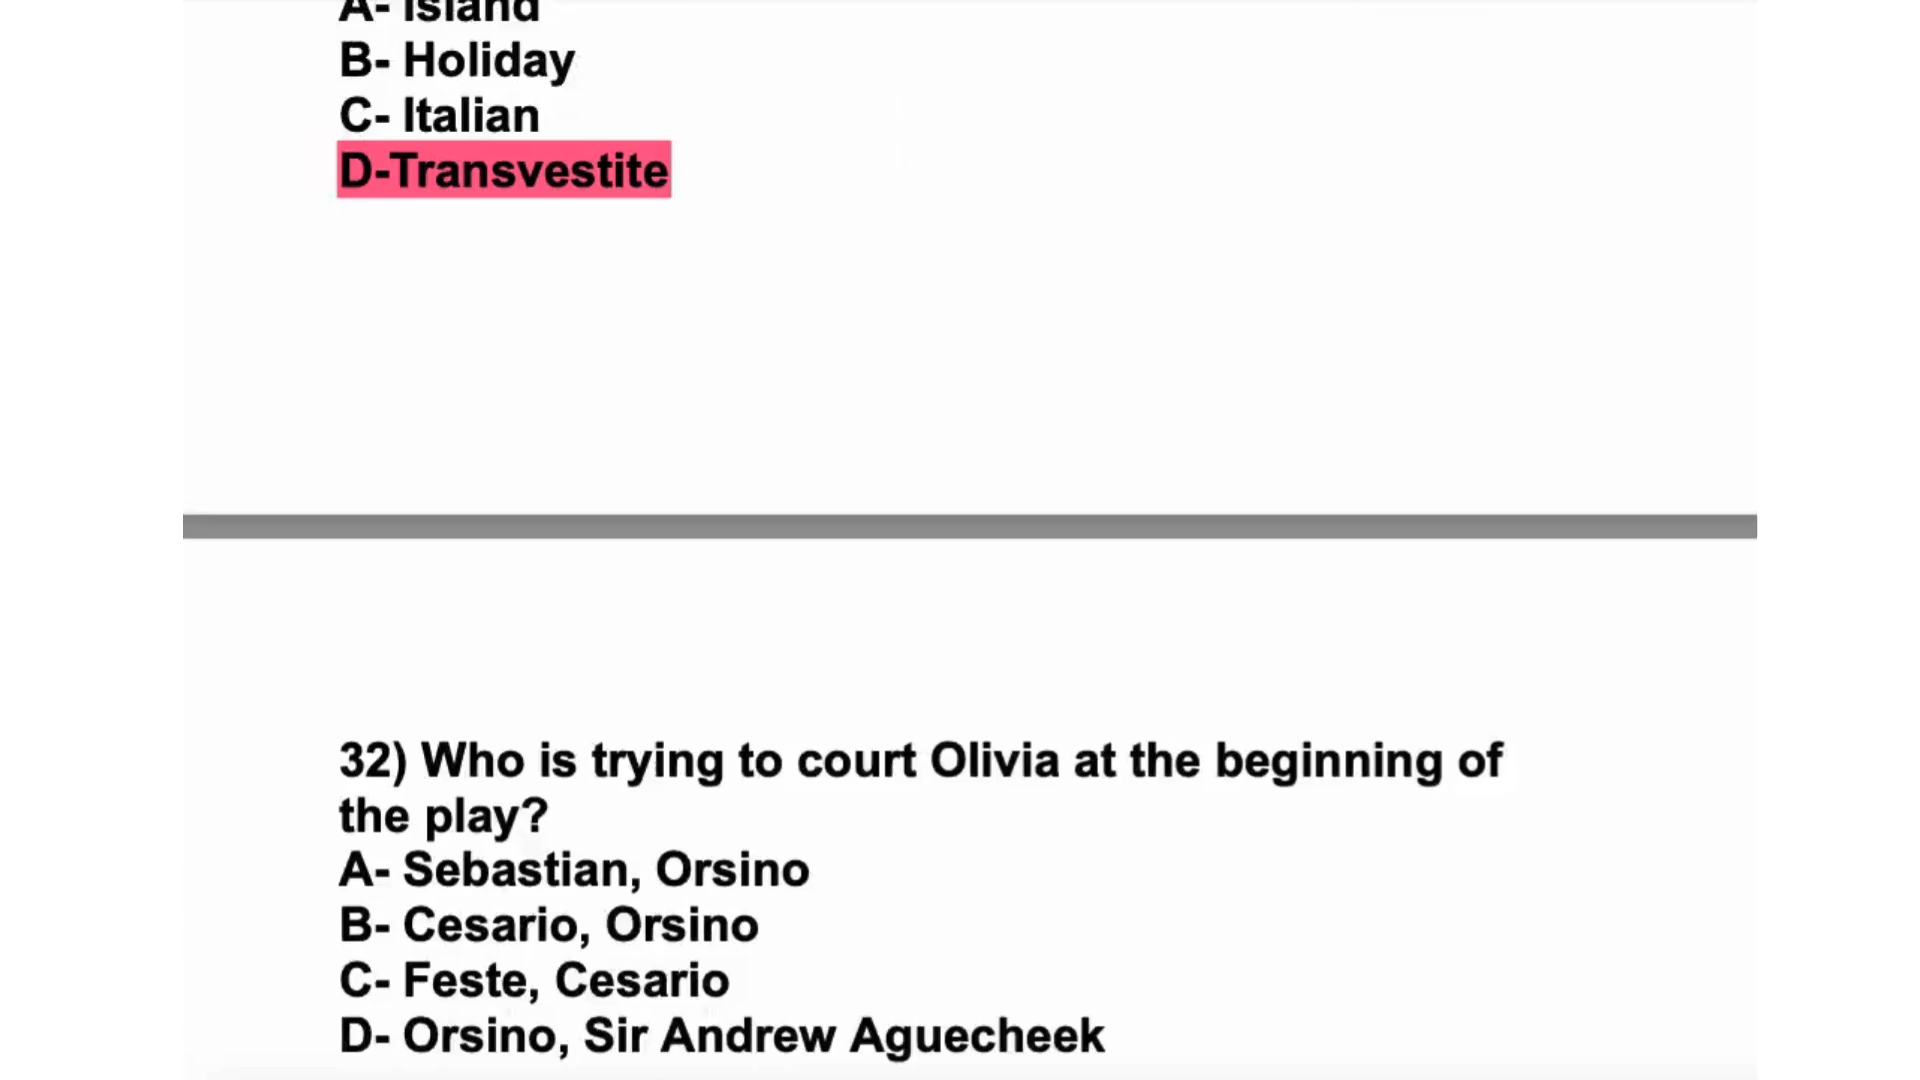 A- Island
B- Holiday
C- Italian
D-Transvestite
32) Who is trying to court Olivia at the beginning of
the play?
A- Sebastian, Orsino
B- Cesario, Orsino
C- Feste, Cesario
D- Orsino, Sir Andrew Aguecheek